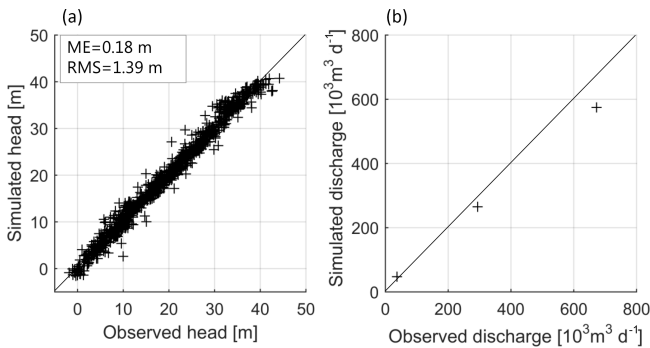 (a)
ME=0.18 m
RMS=1.39 m
50
40
30
20
10
0
Simulated head [m]
0 10 20 30 40 50
Observed head [m]
(b)
800
600
400
200
0
Simulated discharge [10³m³ d⁻¹]
0 200 400 600 800
Observed discharge [10³m³ d⁻¹]